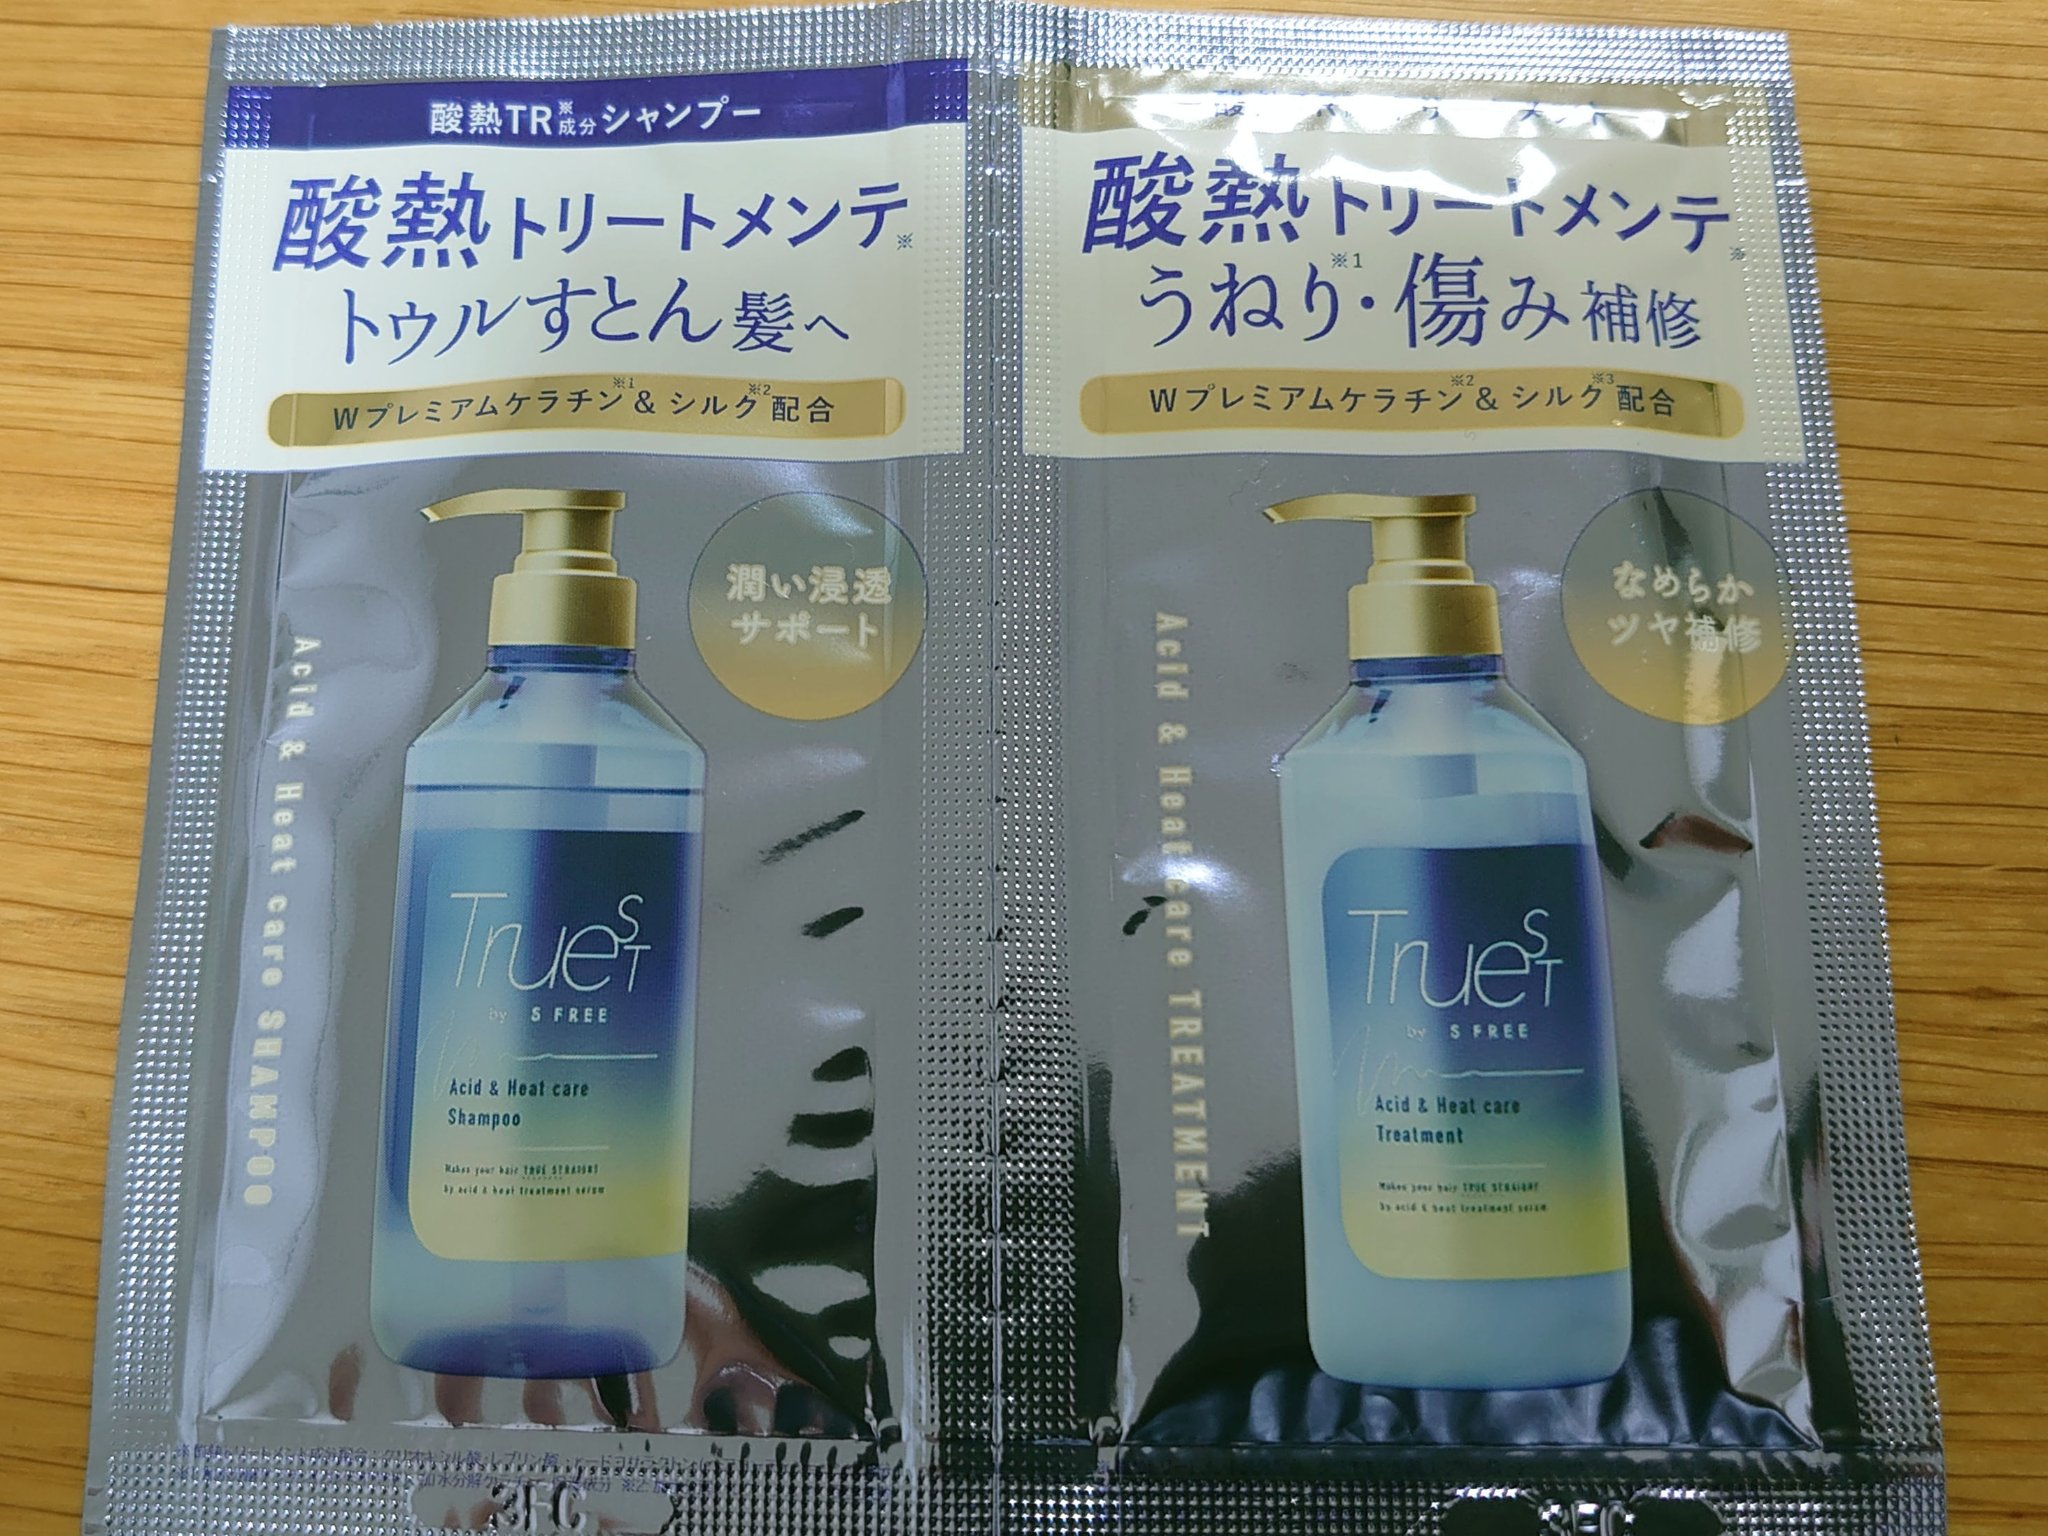 酸熱TR※成分シャンプー
酸熱トリートメンテ※
トゥルすとん髪へ
Wプレミアムケラチン※1&シルク※2配合
潤い浸透
サポート
Acid & Heat care SHAMPOO
TrueST
by S FREE
Acid & Heat care
Shampoo
Makes your hair TRUE STRAIGHT
by acid & heat treatment serum
酸熱トリートメンテ※
うねり※1・傷み補修
Wプレミアムケラチン※2&シルク※3配合
なめらか
ツヤ補修
Acid & Heat care TREATMENT
TrueST
by S FREE
Acid & Heat care
Treatment
Makes your hair TRUE STRAIGHT
by acid & heat treatment serum